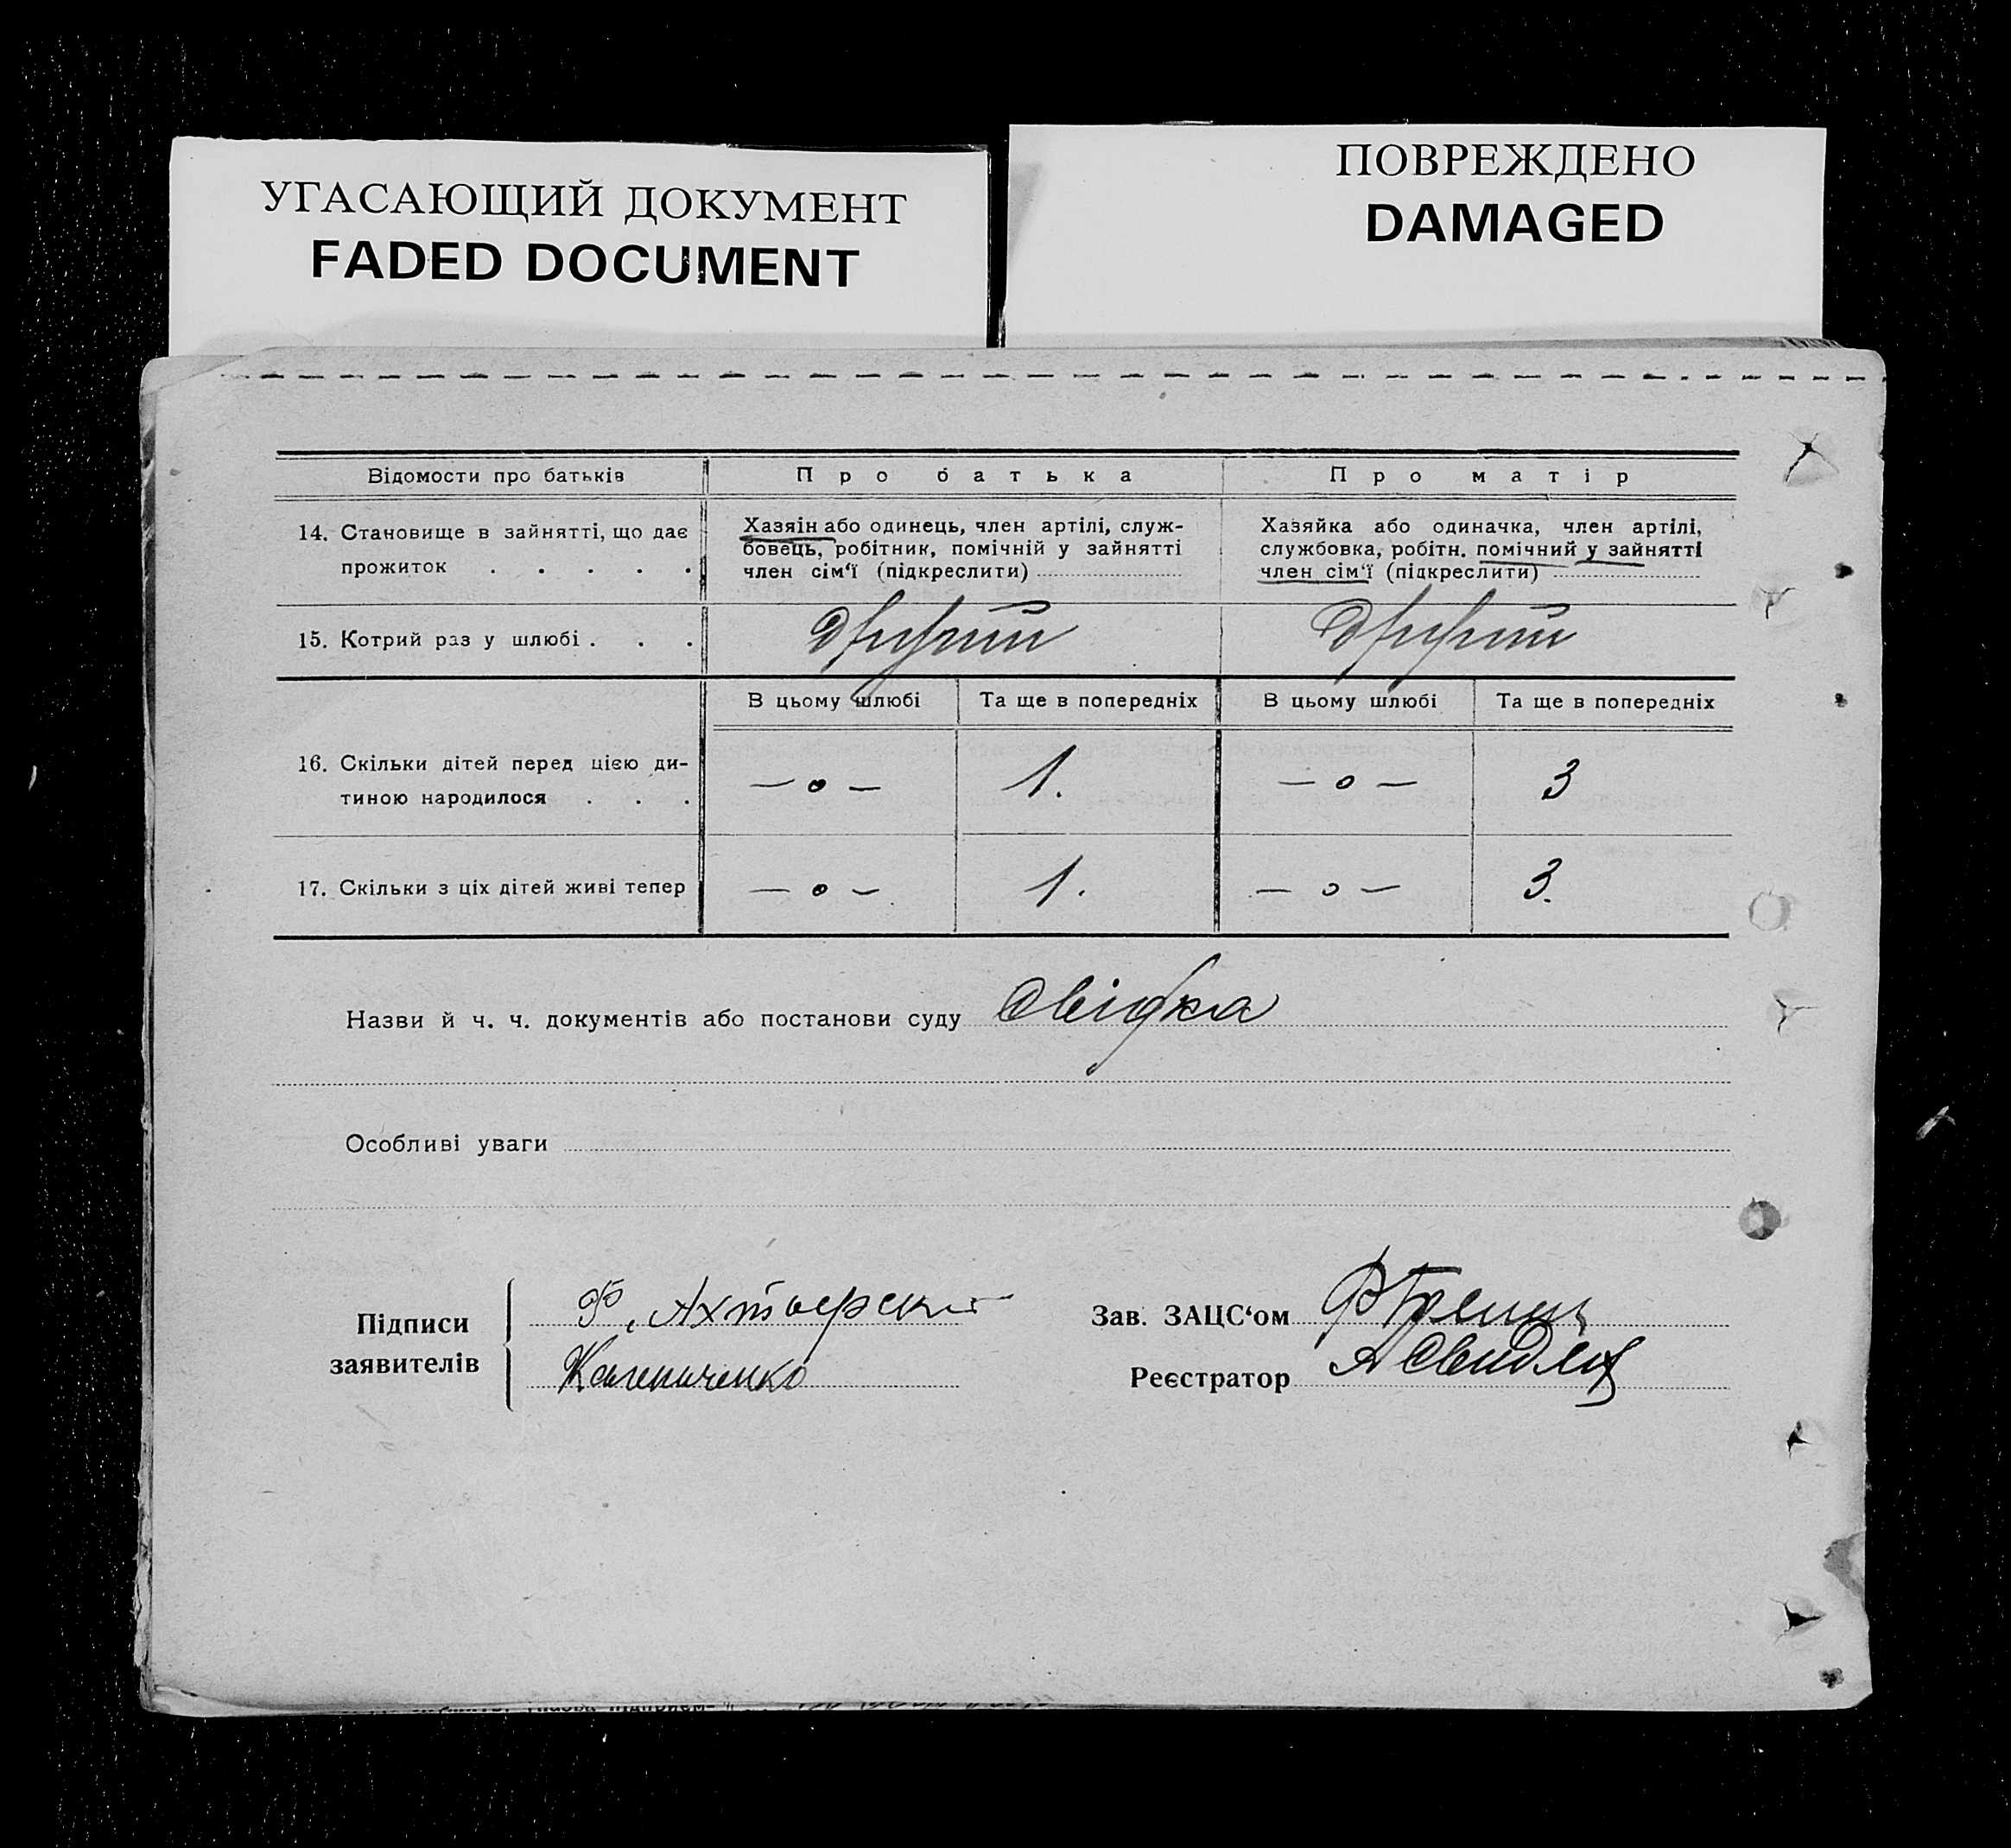 УГАСАЮЩИЙ ДОКУМЕНТ
FADED DOCUMENT
ПОВРЕЖДЕНО
DAMAGED
Відомости про батьків
Про батька
Про матір
14. Становище в зайнятті, що дає
прожиток . . . . .
Хазяін або одинець, член артілі, служ-
бовець, робітник, помічній у зайнятті
член сім‘ї (підкреслити)
Хазяйка або одиначка, член артілі,
службовка, робітн. помічний у зайнятті
член сім‘ї (підкреслити)
15. Котрий раз у шлюбі . . .
другий
другий
В цьому шлюбі
Та ще в попередніх
В цьому шлюбі
Та ще в попередніх
16. Скільки дітей перед цією ди-
тиною народилося . . .
— о —
1.
— о —
3
17. Скільки з ціх дітей живі тепер
— о —
1.
— о —
3.
Назви й ч. ч. документів або постанови суду Свідка
Особливі уваги
Підписи
заявителів
Ф. Ахтыерски
Зав. ЗАЦС‘ом
Реєстратор